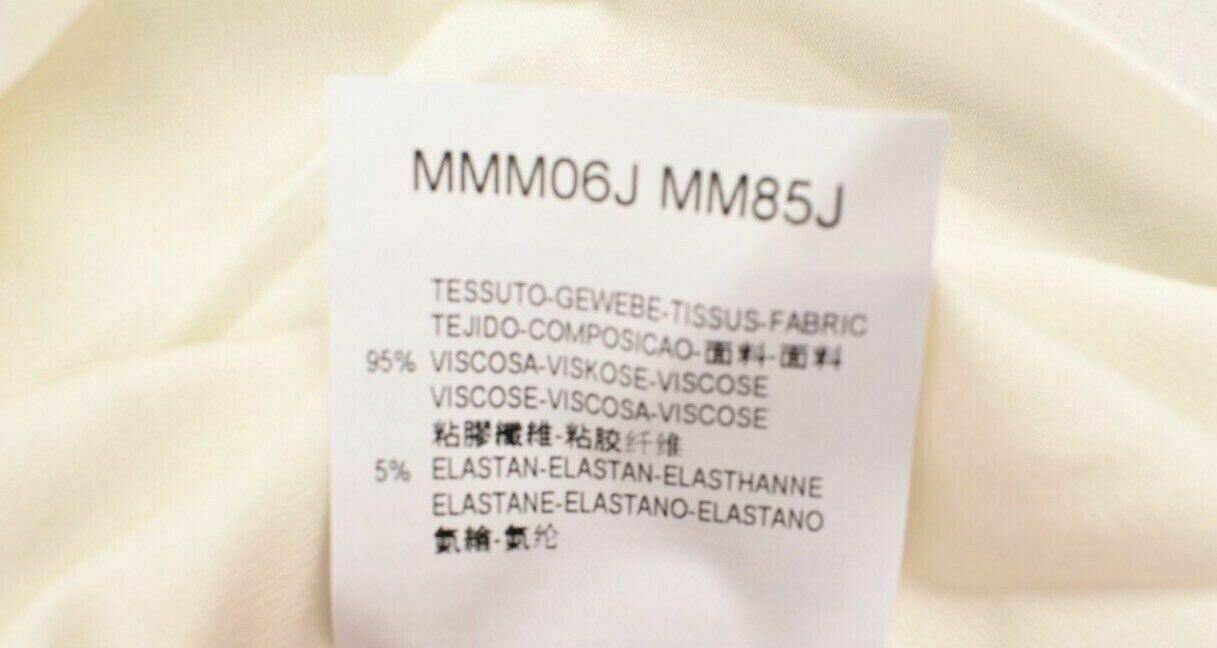 MMM06J MM85J
TESSUTO-GEWEBE-TISSUS-FABRIC
TEJIDO-COMPOSICAO-面料-面料
95% VISCOSA-VISKOSE-VISCOSE
VISCOSE-VISCOSA-VISCOSE
粘膠纖維-粘胶纤维
5% ELASTAN-ELASTAN-ELASTHANNE
ELASTANE-ELASTANO-ELASTANO
氨綸-氨纶